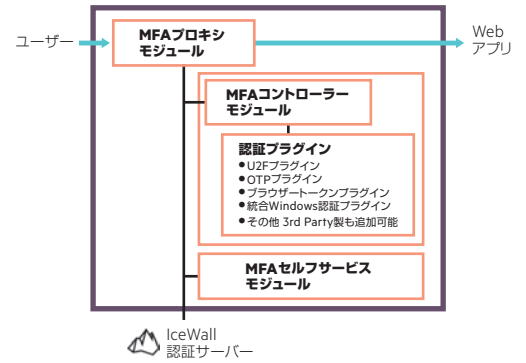 ユーザー
MFAプロキシ
モジュール
Web
アプリ
MFAコントローラー
モジュール
認証プラグイン
●U2Fプラグイン
●OTPプラグイン
●ブラウザートークンプラグイン
●統合Windows認証プラグイン
●その他 3rd Party製も追加可能
MFAセルフサービス
モジュール
IceWall
認証サーバー